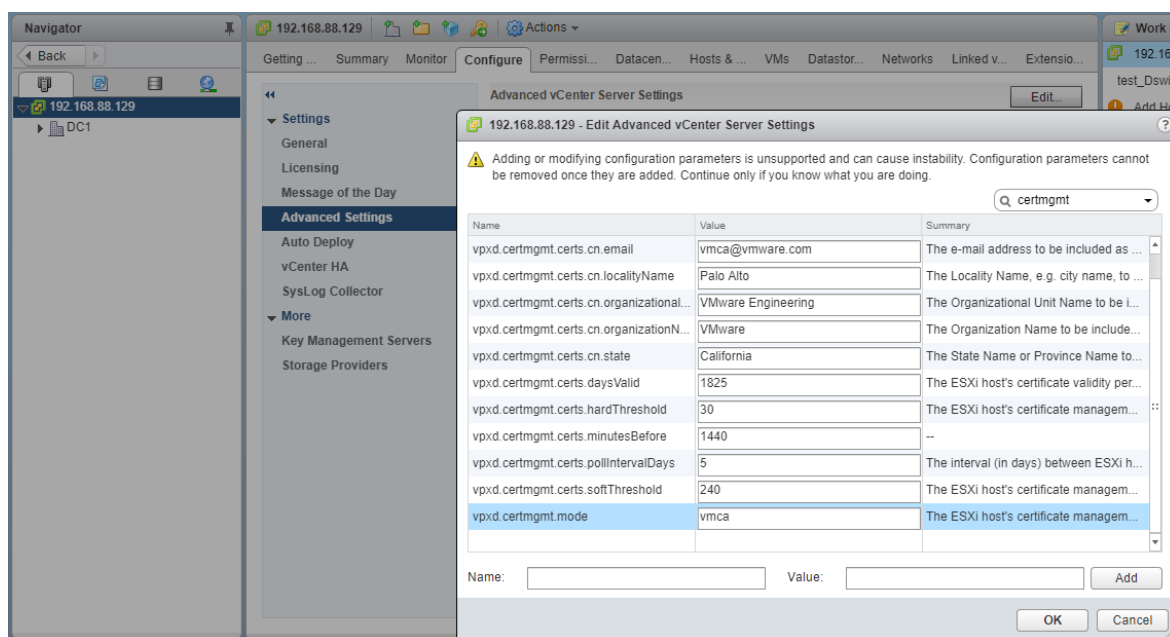 Navigator
Back
192.168.88.129
DC1
192.168.88.129 Actions
Getting ... Summary Monitor Configure Permissi... Datacen... Hosts & ... VMs Datastor... Networks Linked v... Extensio...
Settings
General
Licensing
Message of the Day
Advanced Settings
Auto Deploy
vCenter HA
SysLog Collector
More
Key Management Servers
Storage Providers
Advanced vCenter Server Settings Edit...
192.168.88.129 - Edit Advanced vCenter Server Settings ?
Adding or modifying configuration parameters is unsupported and can cause instability. Configuration parameters cannot
be removed once they are added. Continue only if you know what you are doing.
certmgmt
Name Value Summary
vpxd.certmgmt.certs.cn.email vmca@vmware.com The e-mail address to be included as ...
vpxd.certmgmt.certs.cn.localityName Palo Alto The Locality Name, e.g. city name, to ...
vpxd.certmgmt.certs.cn.organizational... VMware Engineering The Organizational Unit Name to be i...
vpxd.certmgmt.certs.cn.organizationN... VMware The Organization Name to be include...
vpxd.certmgmt.certs.cn.state California The State Name or Province Name to...
vpxd.certmgmt.certs.daysValid 1825 The ESXi host's certificate validity per...
vpxd.certmgmt.certs.hardThreshold 30 The ESXi host's certificate managem...
vpxd.certmgmt.certs.minutesBefore 1440 --
vpxd.certmgmt.certs.pollIntervalDays 5 The interval (in days) between ESXi h...
vpxd.certmgmt.certs.softThreshold 240 The ESXi host's certificate managem...
vpxd.certmgmt.mode vmca The ESXi host's certificate managem...
Name: Value: Add
OK Cancel
Work
192.16
test_Dswi
Add Ho